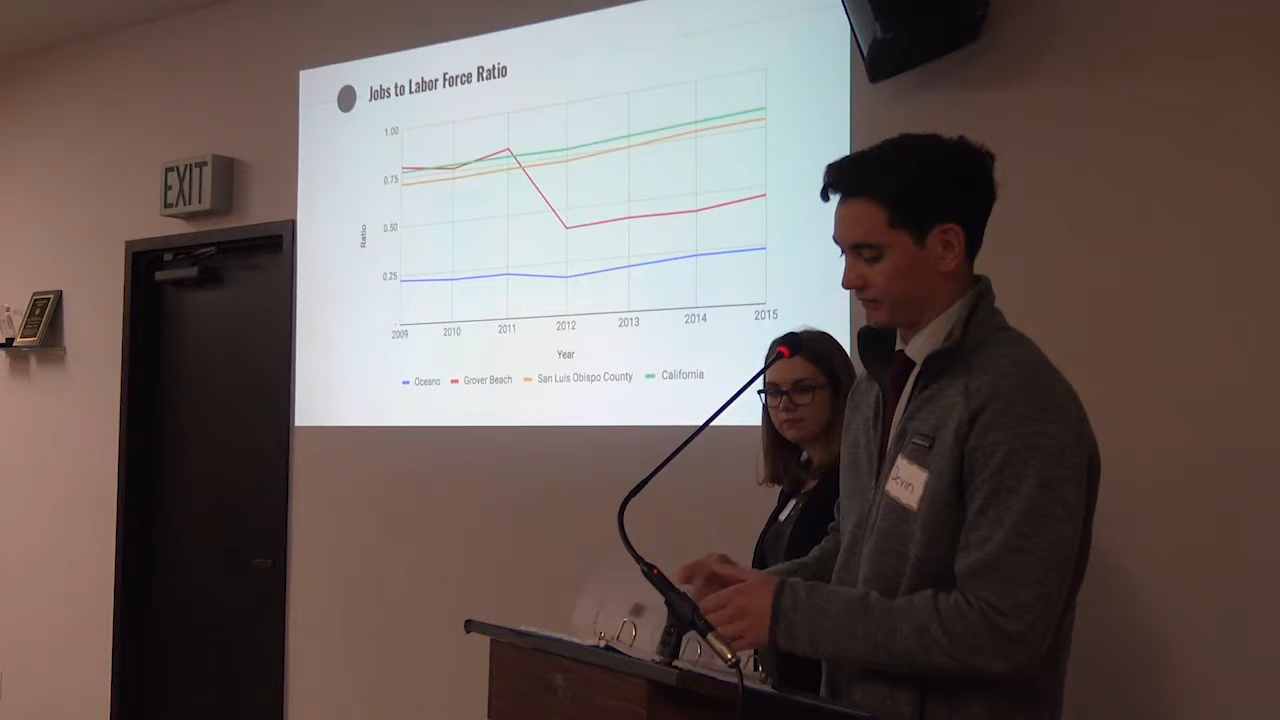 Jobs to Labor Force Ratio
1.00
0.75
0.50
0.25
Ratio
2009 2010 2011 2012 2013 2014 2015
Year
Oceano Grover Beach San Luis Obispo County California
EXIT
Devin